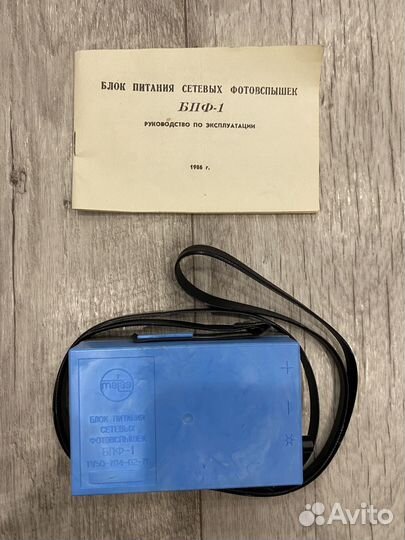 БЛОК ПИТАНИЯ СЕТЕВЫХ ФОТОВСПЫШЕК
БПФ-1
РУКОВОДСТВО ПО ЭКСПЛУАТАЦИИ
1986 г.
+
−
БЛОК ПИТАНИЯ
СЕТЕВЫХ
ФОТОВСПЫШЕК
БПФ-1
Avito